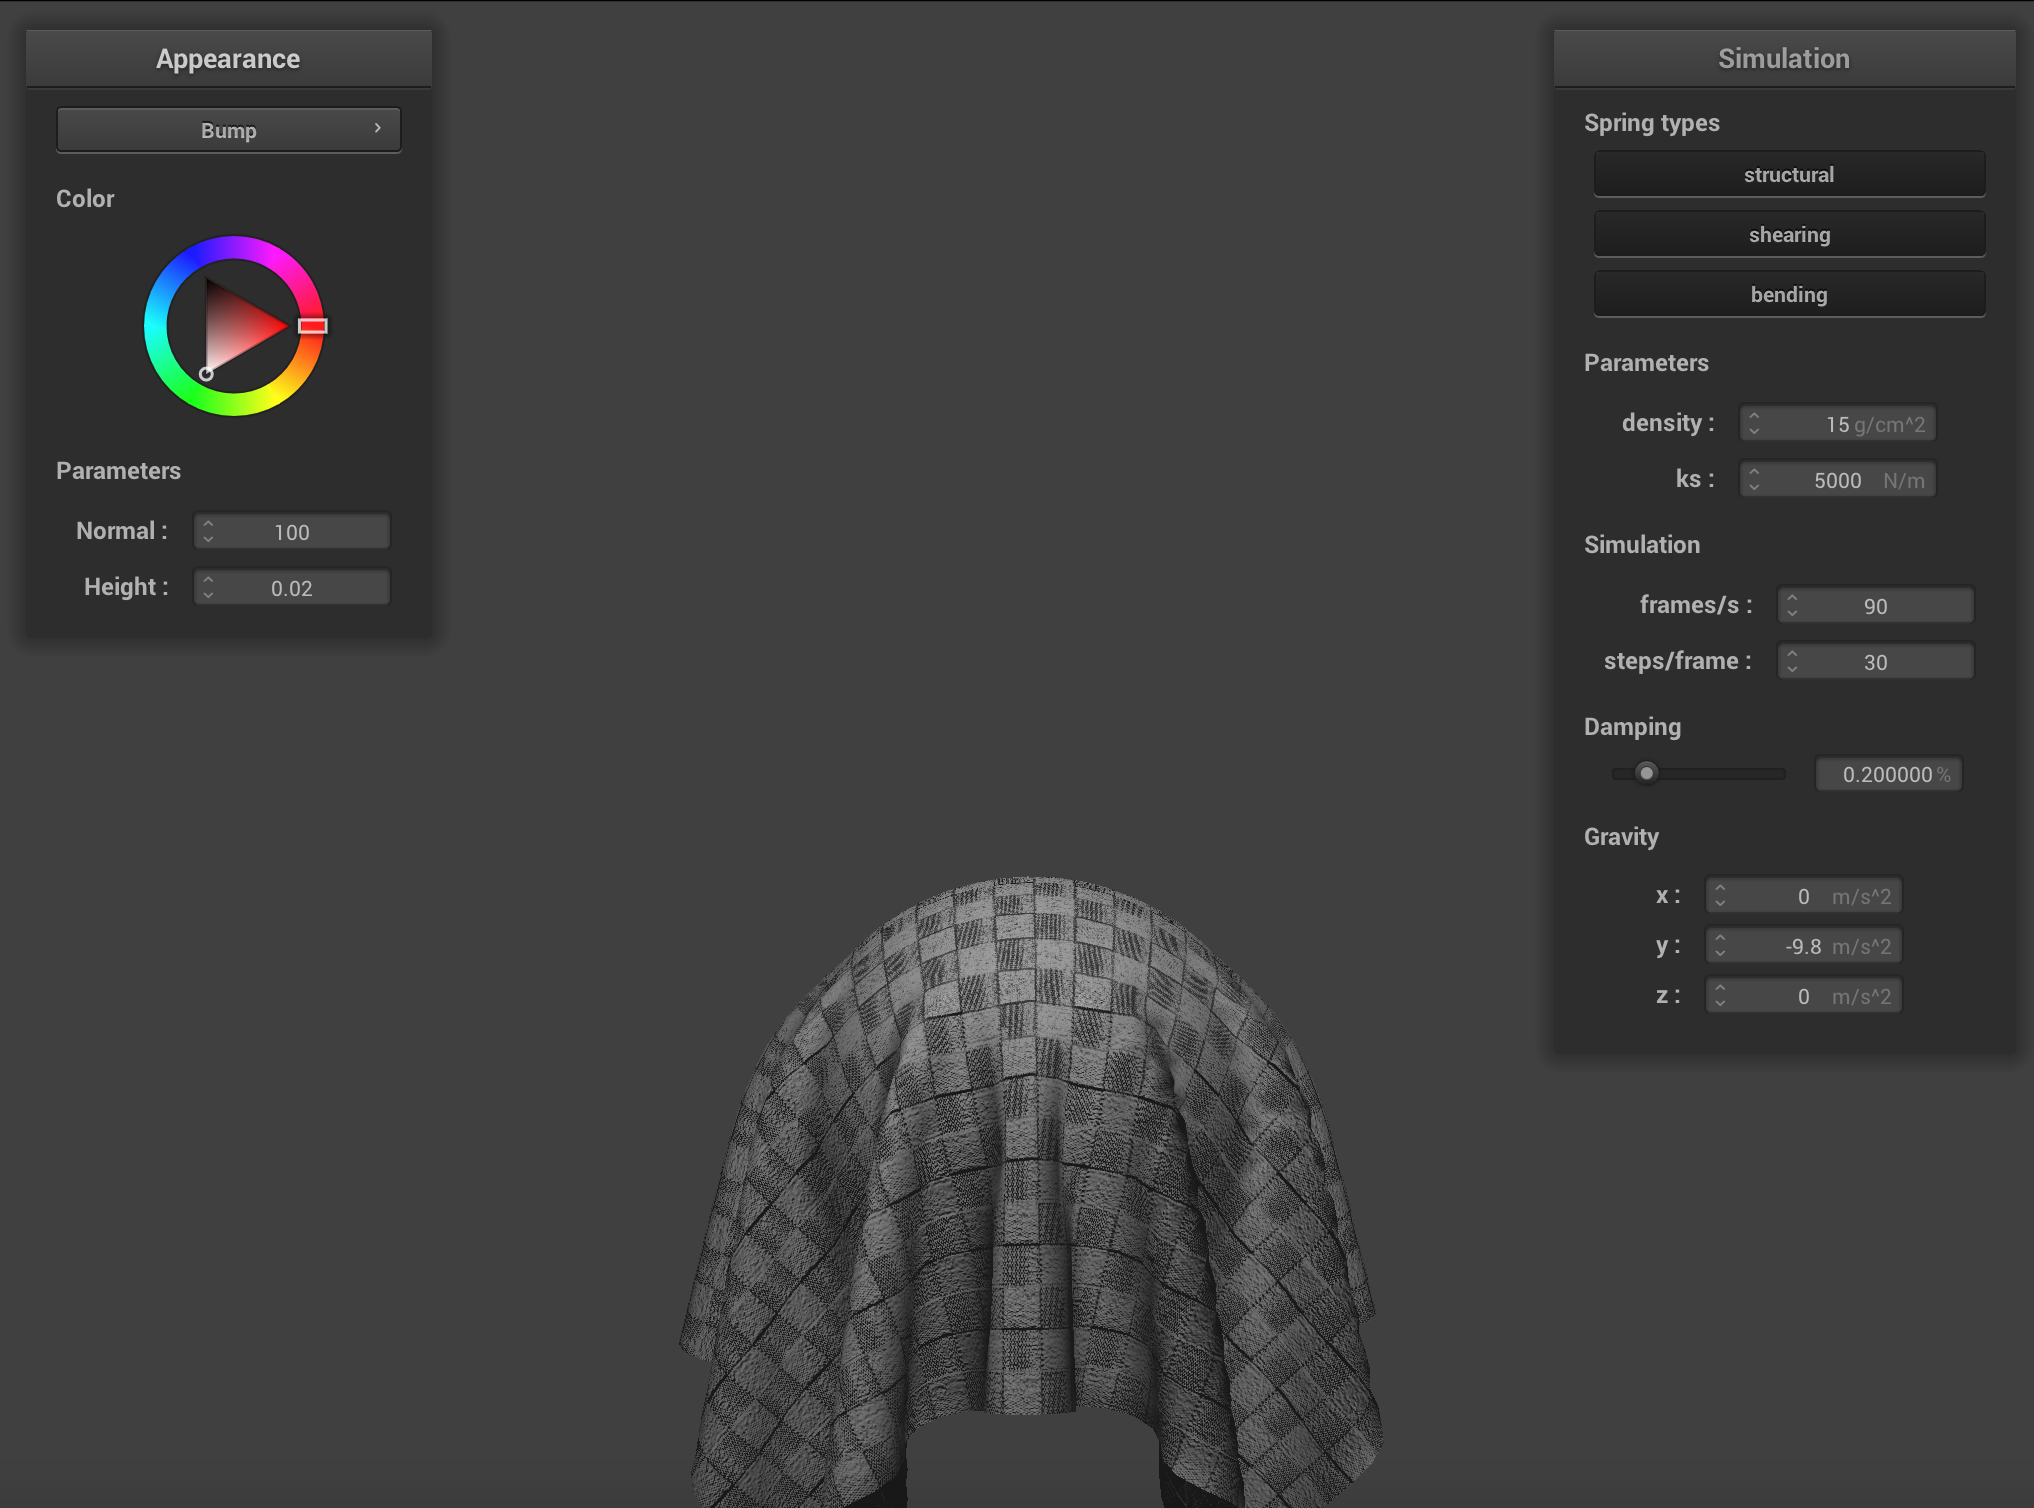 Appearance
Bump
Color
Parameters
Normal : 100
Height : 0.02
Simulation
Spring types
structural
shearing
bending
Parameters
density : 15 g/cm^2
ks : 5000 N/m
Simulation
frames/s : 90
steps/frame : 30
Damping
0.200000 %
Gravity
x : 0 m/s^2
y : -9.8 m/s^2
z : 0 m/s^2